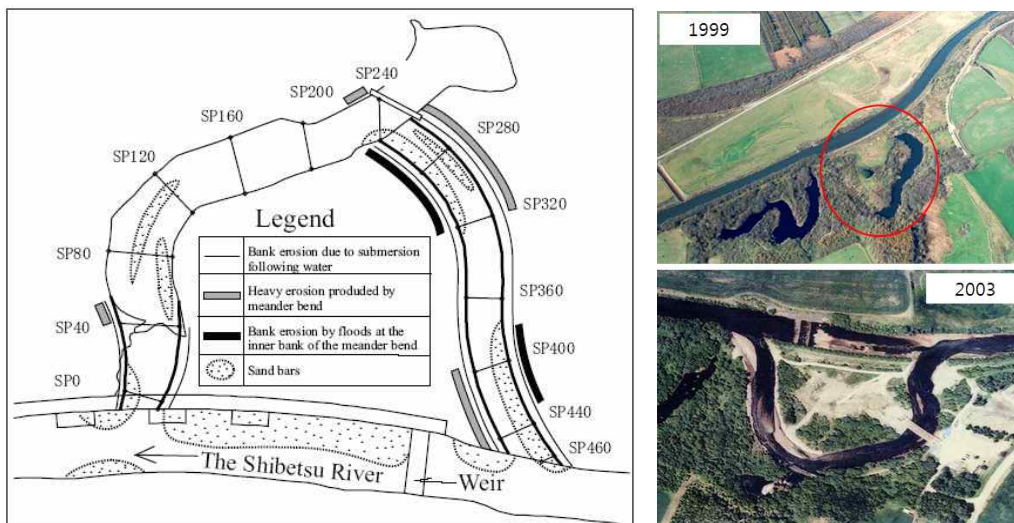 SP240
SP200
SP160
SP280
SP120
SP320
SP80
SP360
SP40
SP400
SP0
SP440
SP460
Legend
Bank erosion due to submersion
following water
Heavy erosion produded by
meander bend
Bank erosion by floods at the
inner bank of the meander bend
Sand bars
The Shibetsu River
Weir
1999
2003